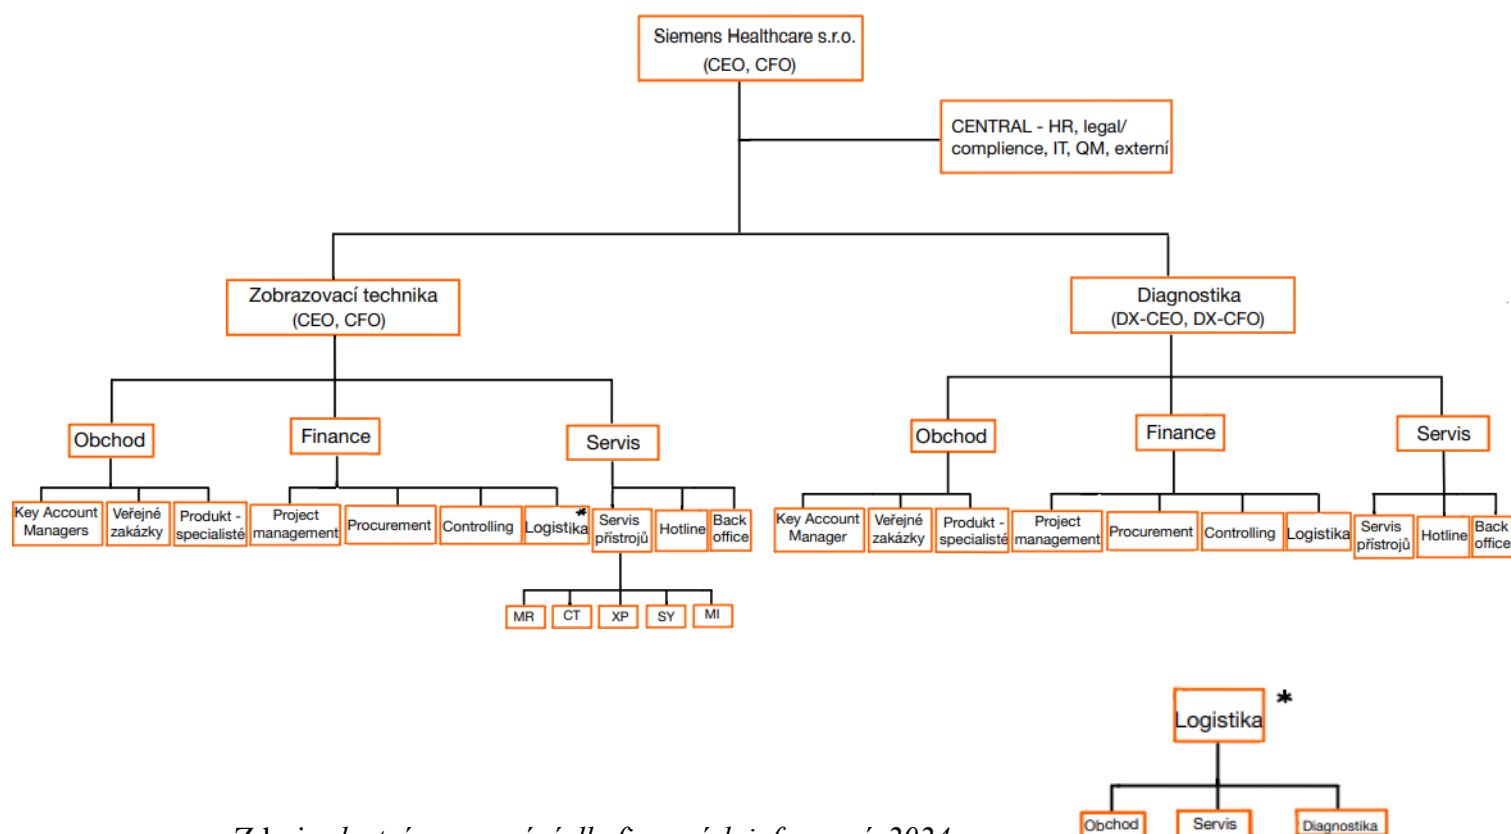 Siemens Healthcare s.r.o.
(CEO, CFO)
CENTRAL - HR, legal/
complience, IT, QM, externí
Zobrazovací technika
(CEO, CFO)
Diagnostika
(DX-CEO, DX-CFO)
Obchod
Finance
Servis
Obchod
Finance
Servis
Key Account
Managers
Veřejné
zakázky
Produkt -
specialisté
Project
management
Procurement
Controlling
*
Logistika
Servis
přístrojů
Hotline
Back
office
Key Account
Manager
Veřejné
zakázky
Produkt -
specialisté
Project
management
Procurement
Controlling
Logistika
Servis
přístrojů
Hotline
Back
office
MR
CT
XP
SY
MI
Logistika
*
Obchod
Servis
Diagnostika
2024